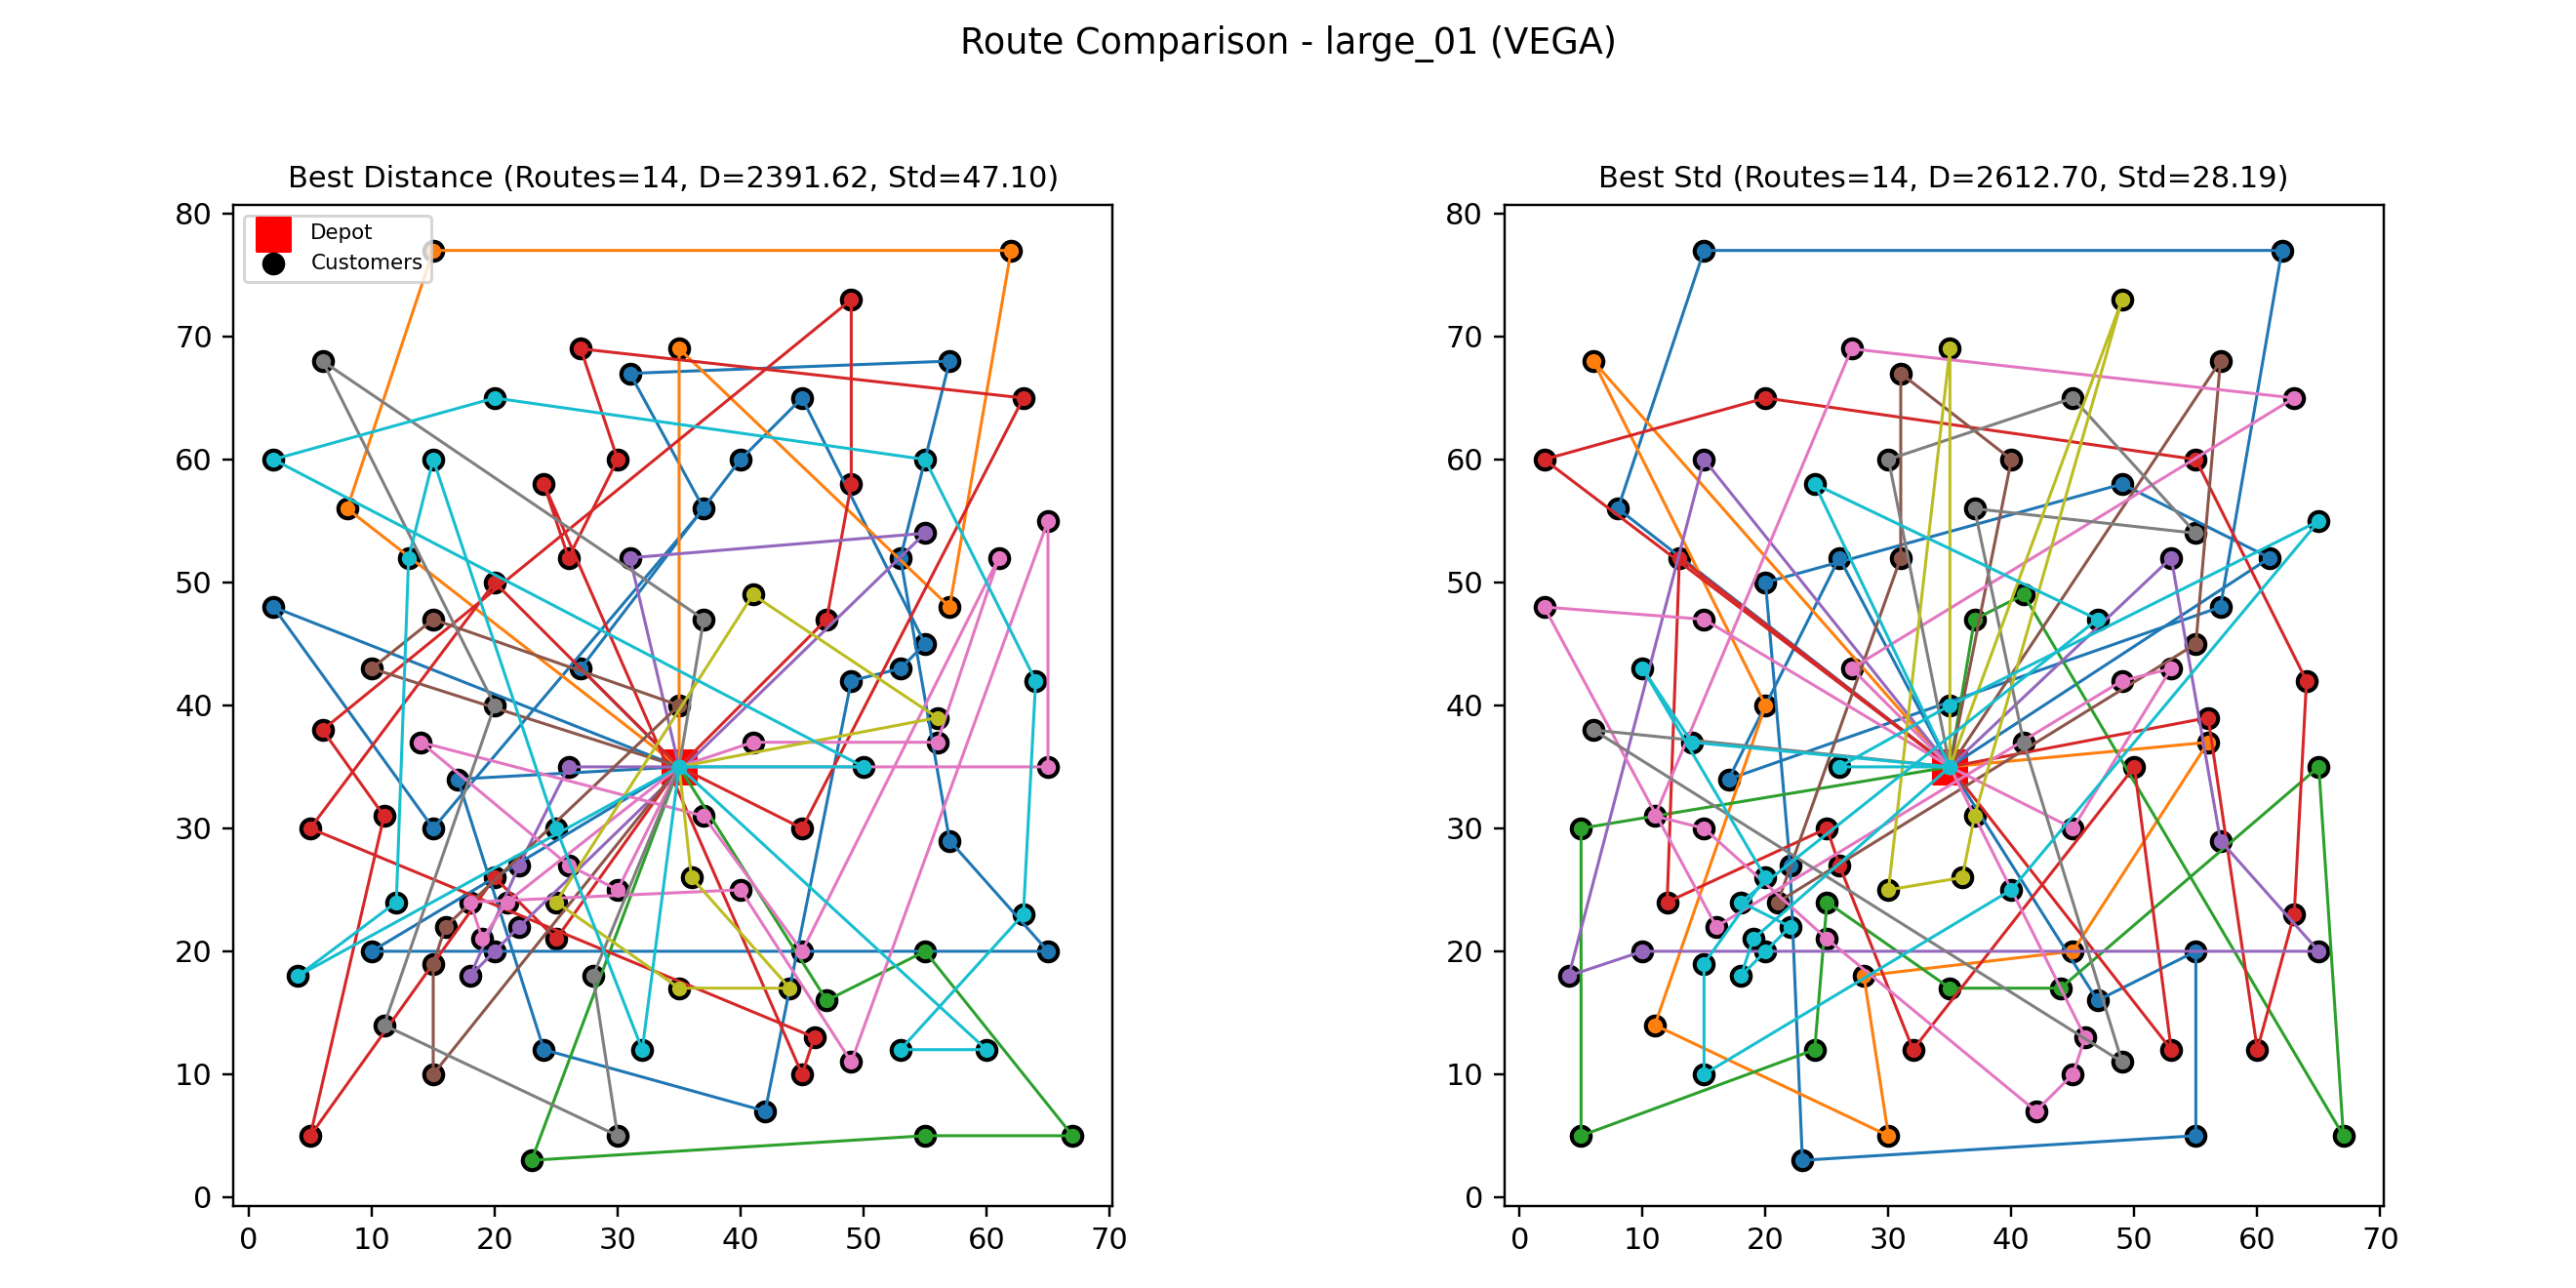 Route Comparison - large_01 (VEGA)
Best Distance (Routes=14, D=2391.62, Std=47.10)
Depot
Customers
80
70
60
50
40
30
20
10
0
0 10 20 30 40 50 60 70
Best Std (Routes=14, D=2612.70, Std=28.19)
80
70
60
50
40
30
20
10
0
0 10 20 30 40 50 60 70